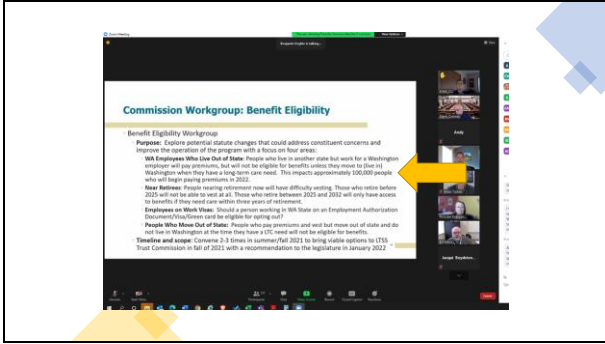 Zoom Meeting
View Options
Commission Workgroup: Benefit Eligibility
Benefit Eligibility Workgroup
Purpose: Explore potential statute changes that could address constituent concerns and
improve the operation of the program with a focus on four areas:
WA Employees Who Live Out of State: People who live in another state but work for a Washington
employer will pay premiums, but will not be eligible for benefits unless they move to (live in)
Washington when they have a long-term care need. This impacts approximately 100,000 people
who will begin paying premiums in 2022.
Near Retirees: People nearing retirement now will have difficulty vesting. Those who retire before
2025 will not be able to vest at all. Those who retire between 2025 and 2032 will only have access
to benefits if they need care within three years of retirement.
Employees on Work Visas: Should a person working in WA State on an Employment Authorization
Document/Visa/Green card be eligible for opting out?
People Who Move Out of State: People who pay premiums and vest but move out of state and do
not live in Washington at the time they have a LTC need will not be eligible for benefits.
Timeline and scope: Convene 2-3 times in summer/fall 2021 to bring viable options to LTSS
Trust Commission in fall of 2021 with a recommendation to the legislature in January 2022
Andy